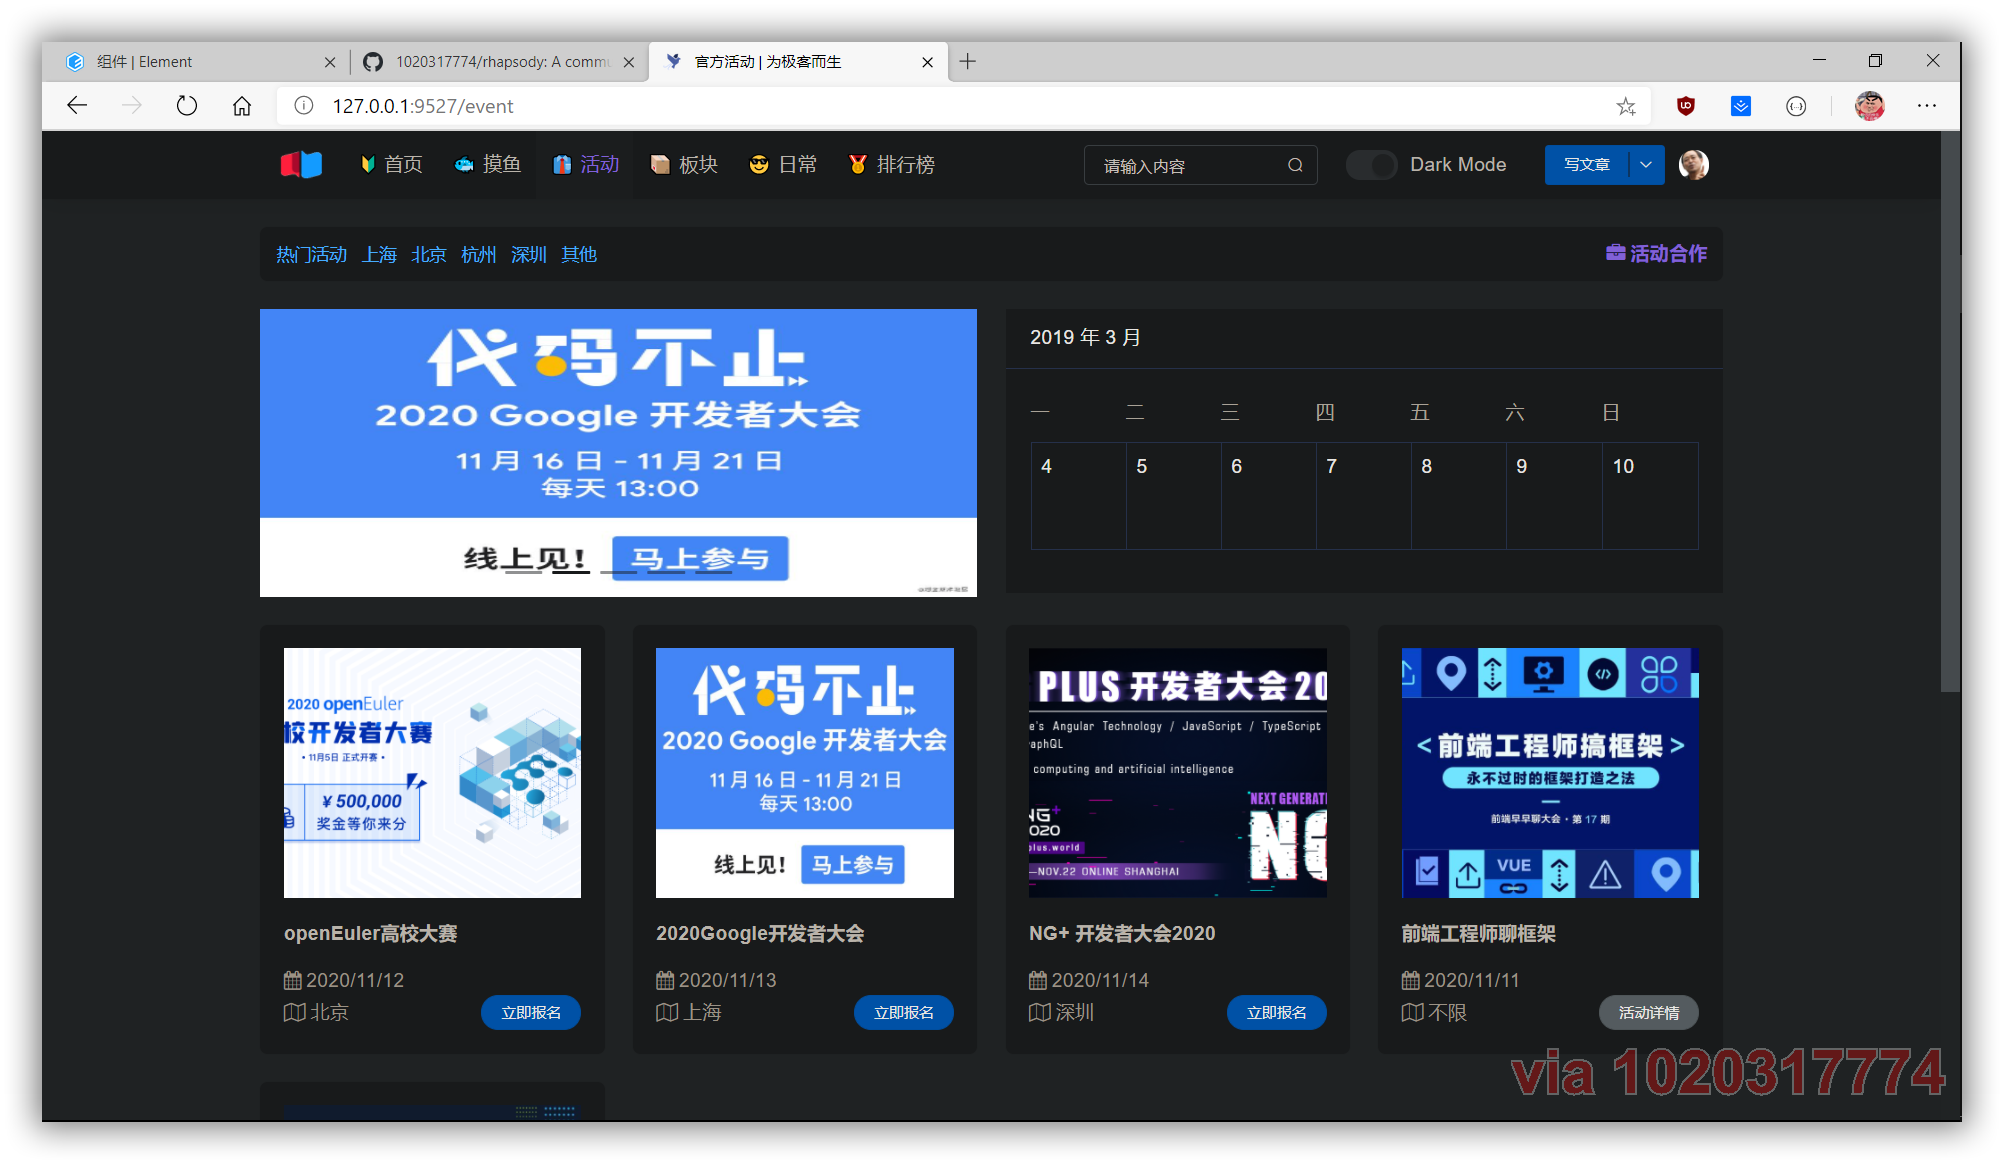 组件 | Element
1020317774/rhapsody: A commu
官方活动 | 为极客而生
127.0.0.1:9527/event
首页
摸鱼
活动
板块
日常
排行榜
请输入内容
Dark Mode
写文章
热门活动 上海 北京 杭州 深圳 其他
活动合作
代码不止
2020 Google 开发者大会
11 月 16 日 - 11 月 21 日
每天 13:00
线上见!
马上参与
2019 年 3 月
一 二 三 四 五 六 日
4 5 6 7 8 9 10
2020 openEuler
校开发者大赛
• 11月5日 正式开赛 •
¥ 500,000
奖金等你来分
openEuler高校大赛
2020/11/12
北京
立即报名
代码不止
2020 Google 开发者大会
11 月 16 日 - 11 月 21 日
每天 13:00
线上见!
马上参与
2020Google开发者大会
2020/11/13
上海
立即报名
PLUS 开发者大会 20
e's Angular Technology / JavaScript / TypeScript
aphQL
computing and artificial intelligence
NEXT GENERATI
NG+
2020
plus.world
NG
—NOV.22 ONLINE SHANGHAI
NG+ 开发者大会2020
2020/11/14
深圳
立即报名
<前端工程师搞框架>
永不过时的框架打造之法
前端早早聊大会 · 第 17 期
VUE
前端工程师聊框架
2020/11/11
不限
活动详情
via 1020317774